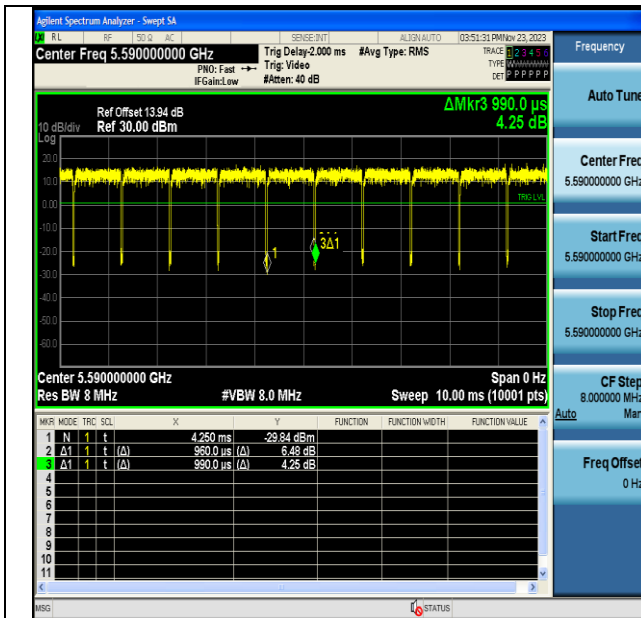 Agilent Spectrum Analyzer - Swept SA
RL RF 50 Ω AC SENSE:INT ALIGN AUTO 03:51:31 PM Nov 23, 2023
Center Freq 5.590000000 GHz
PNO: Fast
IFGain:Low
Trig Delay-2.000 ms
Trig: Video
#Atten: 40 dB
#Avg Type: RMS
TRACE 1 2 3 4 5 6
TYPE WWWWWW
DET P P P P P P
Frequency
Auto Tune
Center Freq
5.590000000 GHz
Start Freq
5.590000000 GHz
Stop Freq
5.590000000 GHz
CF Step
8.000000 MHz
Auto Man
Freq Offset
0 Hz
Ref Offset 13.94 dB
10 dB/div Ref 30.00 dBm
Log
ΔMkr3 990.0 µs
4.25 dB
20.0
10.0
0.00
-10.0
-20.0
-30.0
-40.0
-50.0
-60.0
TRIG LVL
1
3Δ1
Center 5.590000000 GHz Span 0 Hz
Res BW 8 MHz #VBW 8.0 MHz Sweep 10.00 ms (10001 pts)
MKR MODE TRC SCL X Y FUNCTION FUNCTION WIDTH FUNCTION VALUE
1 N 1 t 4.250 ms -29.84 dBm
2 Δ1 1 t (Δ) 960.0 µs (Δ) 6.48 dB
3 Δ1 1 t (Δ) 990.0 µs (Δ) 4.25 dB
4
5
6
7
8
9
10
11
MSG STATUS